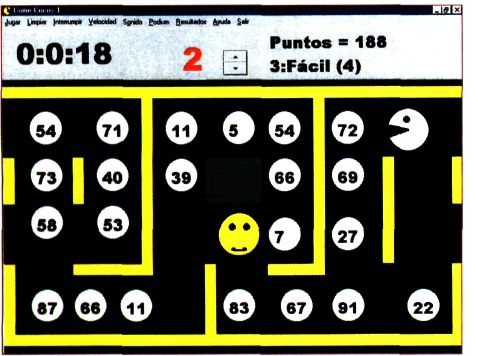 Come Cocos 1
Jugar Limpiar Interrumpir Velocidad Sonido Podium Resultados Ayuda Salir
0:0:18 2 Puntos = 188
3:Fácil (4)
54 71 11 5 54 72
73 40 39 66 69
58 53 7 27
87 66 11 83 67 91 22